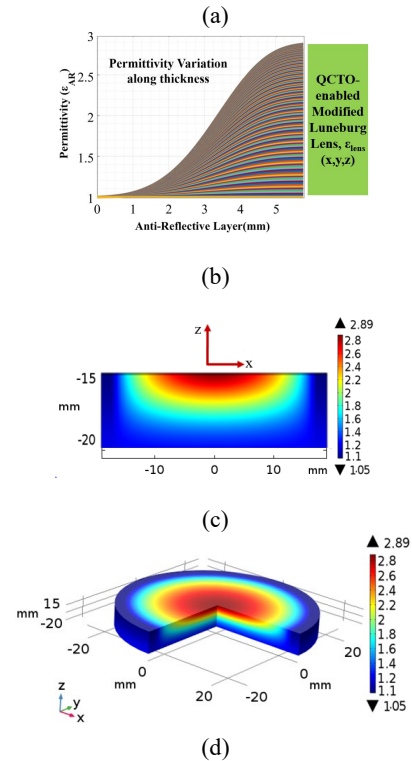 (a)
3
2.5
2
1.5
1
Permittivity (εAR)
Permittivity Variation
along thickness
QCTO-
enabled
Modified
Luneburg
Lens, εlens
(x,y,z)
0 1 2 3 4 5
Anti-Reflective Layer(mm)
(b)
z
x
-15
mm
-20
-10 0 10 mm
▲ 2.89
2.8
2.6
2.4
2.2
2
1.8
1.6
1.4
1.2
1.1
▼ 1.05
(c)
mm 15
-20
-20
0
mm
20
-20
0
mm
20
z
y
x
▲ 2.89
2.8
2.6
2.4
2.2
2
1.8
1.6
1.4
1.2
1.1
▼ 1.05
(d)